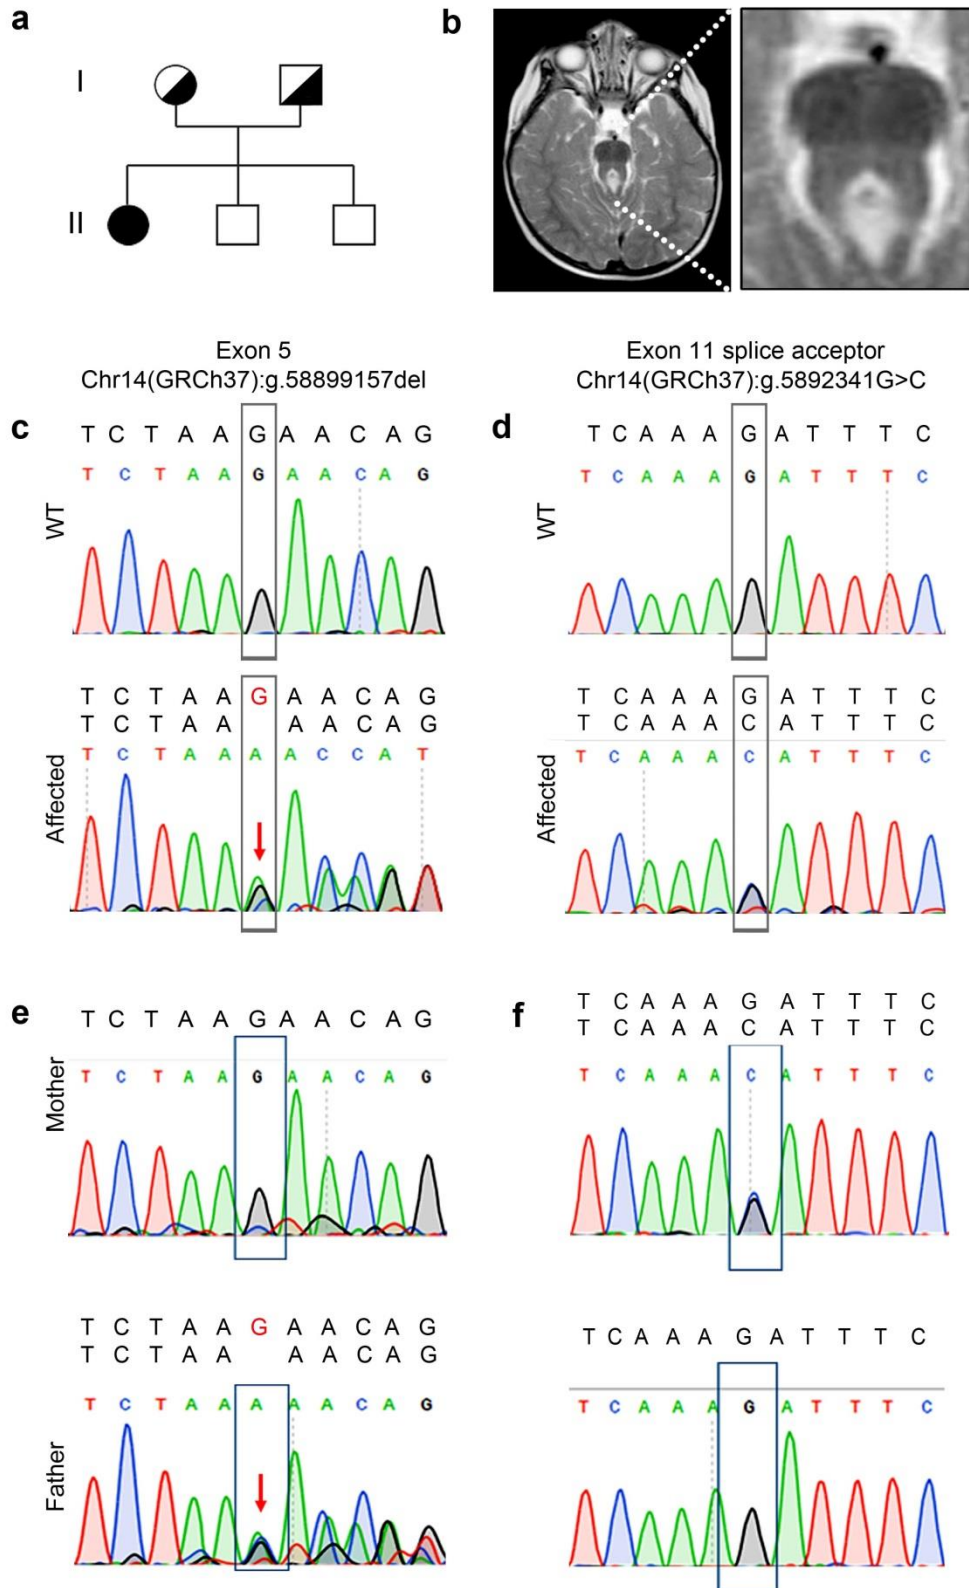 a
I
II
b
Exon 5
Chr14(GRCh37):g.58899157del
Exon 11 splice acceptor
Chr14(GRCh37):g.5892341G>C
c
T C T A A G A A C A G
T C T A A G A A C A G
WT
d
T C A A A G A T T T C
T C A A A G A T T T C
WT
T C T A A G A A C A G
T C T A A A A C A G
T C T A A A A C C A T
Affected
T C A A A G A T T T C
T C A A A C A T T T C
T C A A A C A T T T C
Affected
e
T C T A A G A A C A G
T C T A A G A A C A G
Mother
f
T C A A A G A T T T C
T C A A A C A T T T C
T C A A A C A T T T C
T C T A A G A A C A G
T C T A A A A C A G
T C T A A A A A C A G
Father
T C A A A G A T T T C
T C A A A G A T T T C